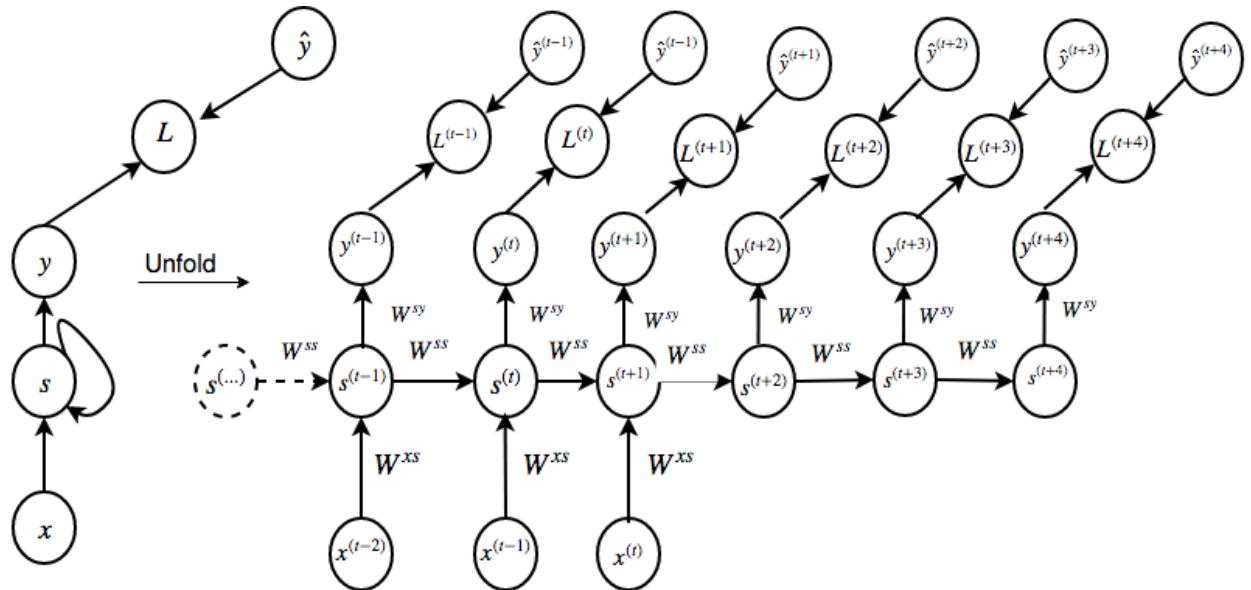 ŷ ŷ^(t−1) ŷ^(t−1) ŷ^(t+1) ŷ^(t+2) ŷ^(t+3) ŷ^(t+4)
L L^(t−1) L^(t) L^(t+1) L^(t+2) L^(t+3) L^(t+4)
y Unfold y^(t−1) y^(t) y^(t+1) y^(t+2) y^(t+3) y^(t+4)
W^sy W^sy W^sy W^sy W^sy W^sy
W^ss W^ss W^ss W^ss W^ss W^ss
s s^(...) s^(t−1) s^(t) s^(t+1) s^(t+2) s^(t+3) s^(t+4)
W^xs W^xs W^xs
x x^(t−2) x^(t−1) x^(t)